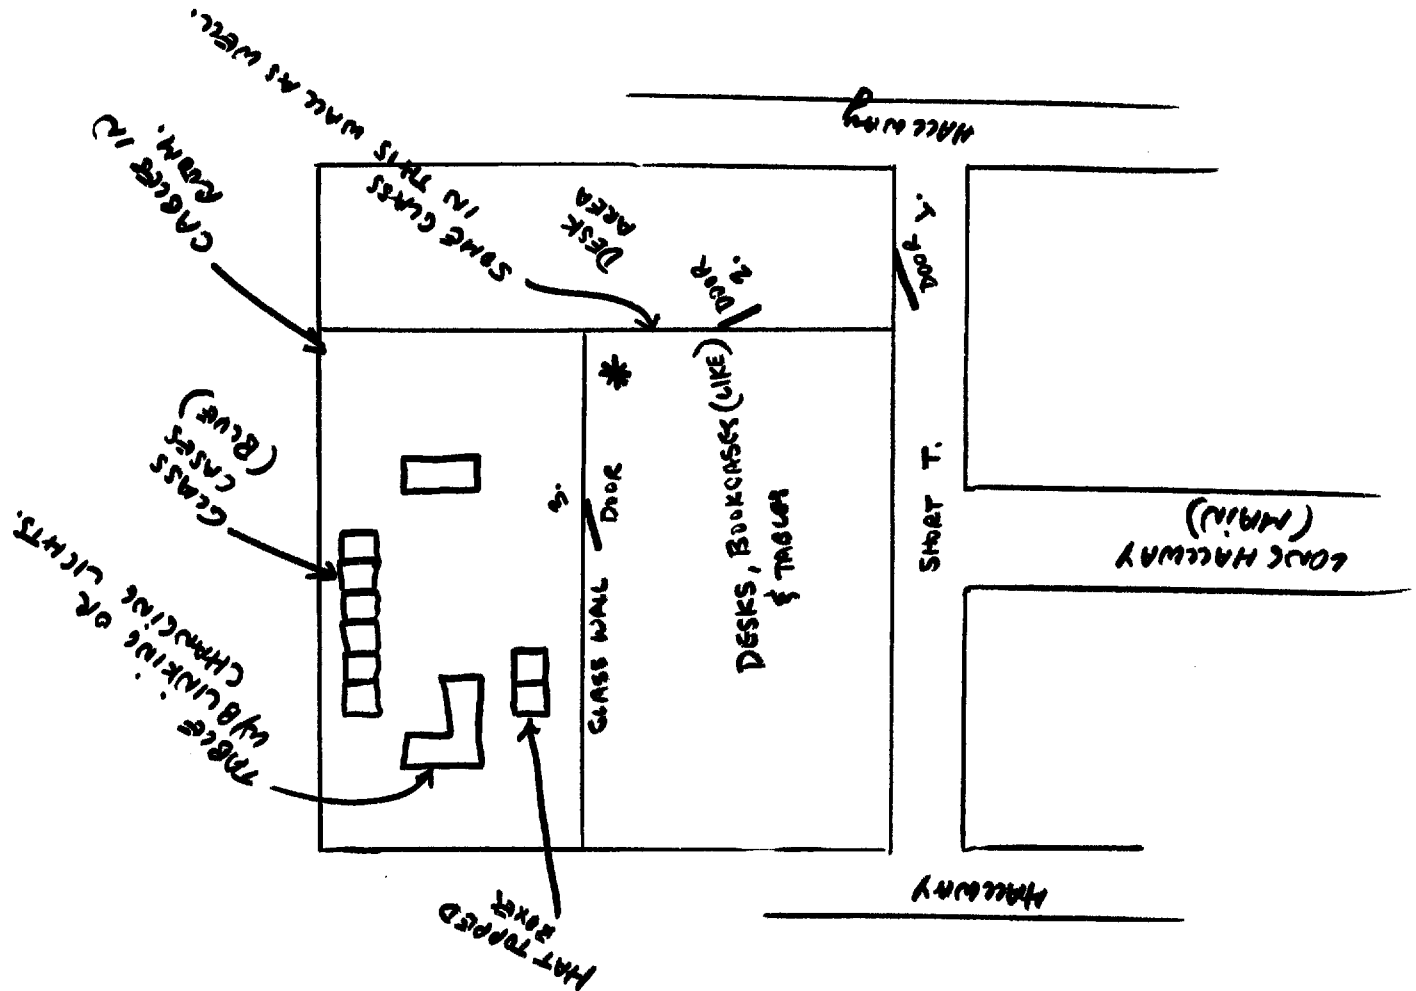 HALLWAY
SOME GLASS
IN THIS WALL AS WELL.
CABLES IN
ROOM.
DESK
AREA
DOOR
2.
DOOR 1.
*
GLASS
CASES
(BLUE)
3.
DOOR
GLASS WALL
DESKS, BOOKCASES (LIKE)
& TABLES
SHORT T.
LONG HALLWAY
(MAIN)
TABLE
W/BLINKING OR
CHANGING LIGHTS.
HAT TOPPED
BOXES
HALLWAY